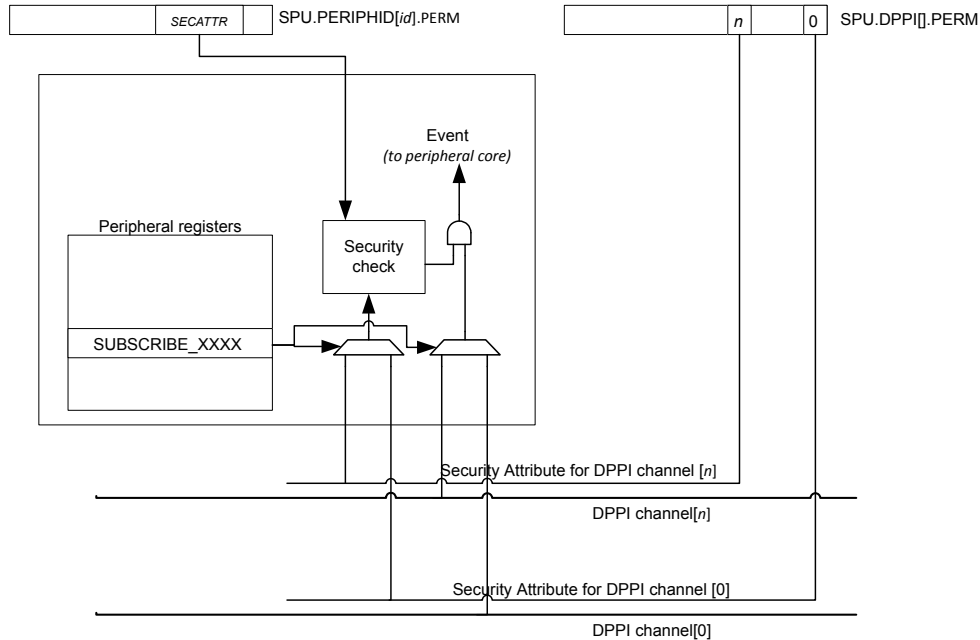 SECATTR
SPU.PERIPHID[id].PERM
n
0
SPU.DPPI[].PERM
Event
(to peripheral core)
Peripheral registers
Security
check
SUBSCRIBE_XXXX
Security Attribute for DPPI channel [n]
DPPI channel[n]
Security Attribute for DPPI channel [0]
DPPI channel[0]